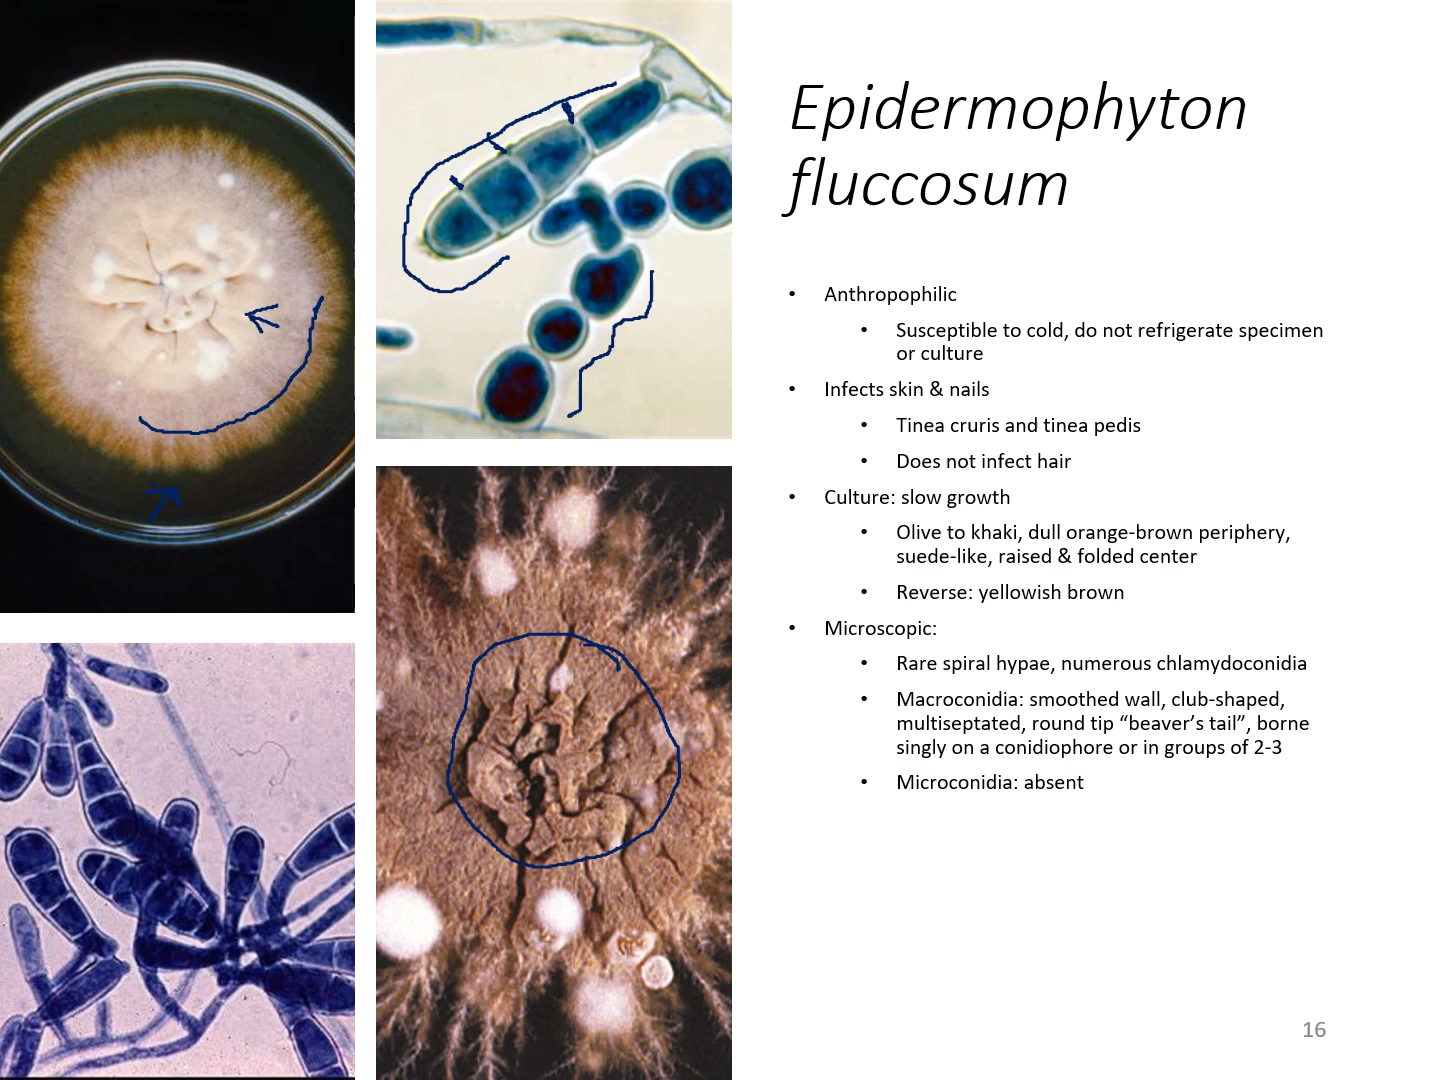 Epidermophyton
fluccosum
• Anthropophilic
• Susceptible to cold, do not refrigerate specimen
or culture
• Infects skin & nails
• Tinea cruris and tinea pedis
• Does not infect hair
• Culture: slow growth
• Olive to khaki, dull orange-brown periphery,
suede-like, raised & folded center
• Reverse: yellowish brown
• Microscopic:
• Rare spiral hypae, numerous chlamydoconidia
• Macroconidia: smoothed wall, club-shaped,
multiseptated, round tip “beaver’s tail”, borne
singly on a conidiophore or in groups of 2-3
• Microconidia: absent
16